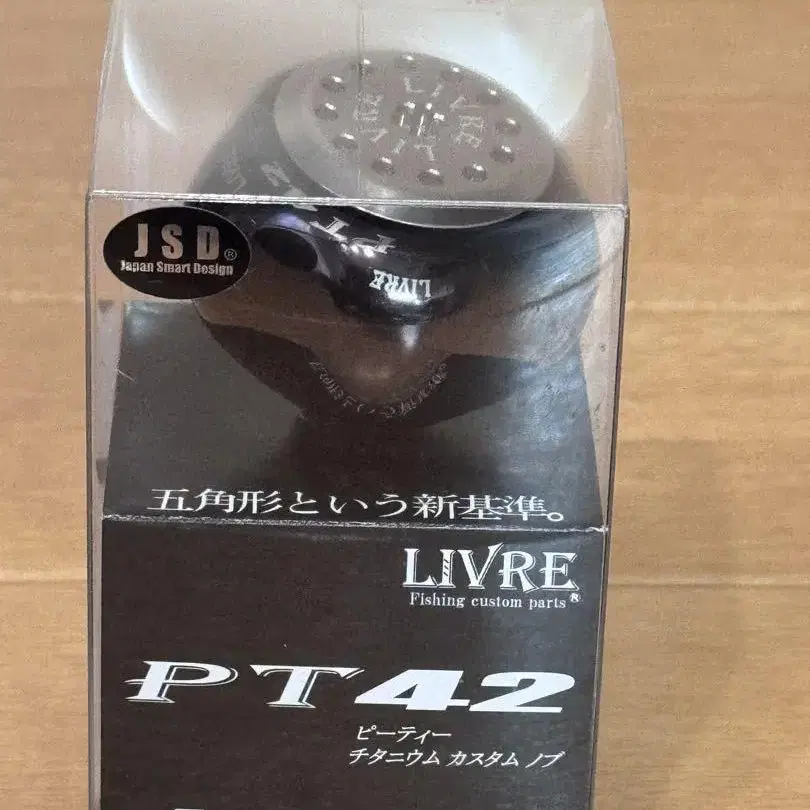 LIVRE
LIVRE
JSD®
Japan Smart Design
五角形という新基準。
LIVRE
Fishing custom parts®
PT42
ピーティー
チタニウム カスタム ノブ